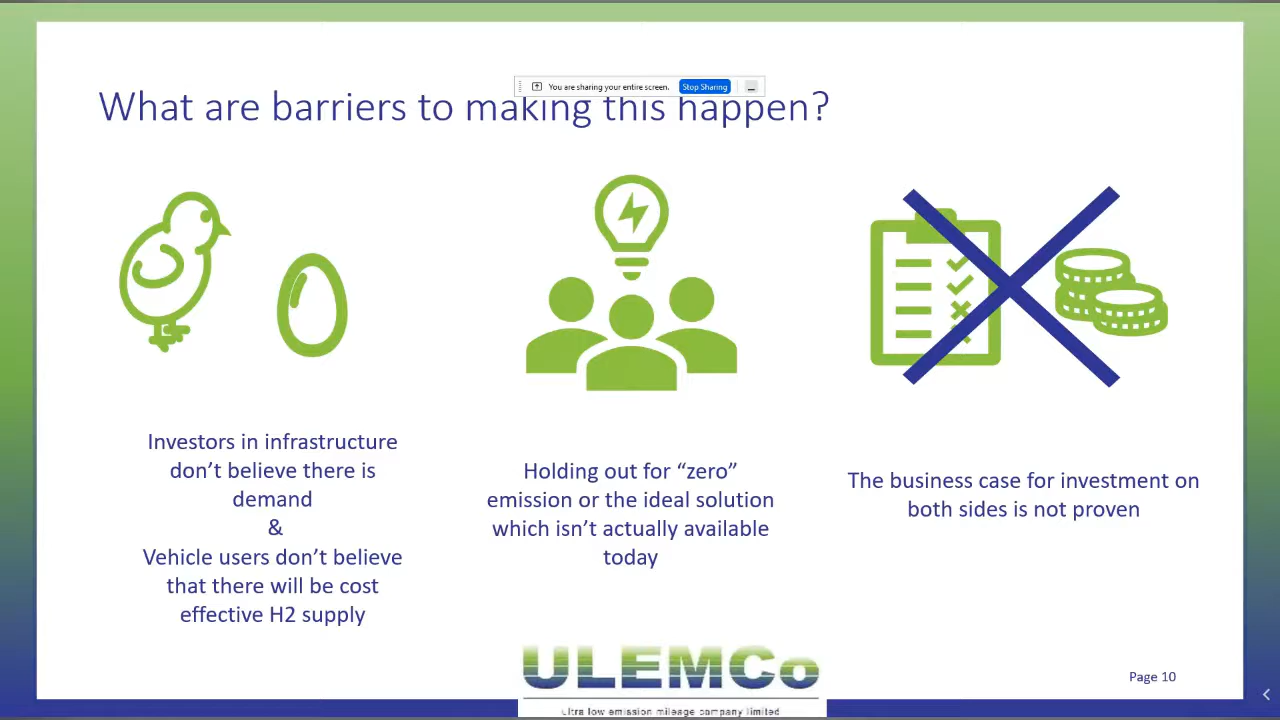 You are sharing your entire screen. Stop Sharing
What are barriers to making this happen?
Investors in infrastructure
don't believe there is
demand
&
Vehicle users don't believe
that there will be cost
effective H2 supply
Holding out for “zero”
emission or the ideal solution
which isn't actually available
today
The business case for investment on
both sides is not proven
ULEMCo
Ultra low emission mileage company limited
Page 10